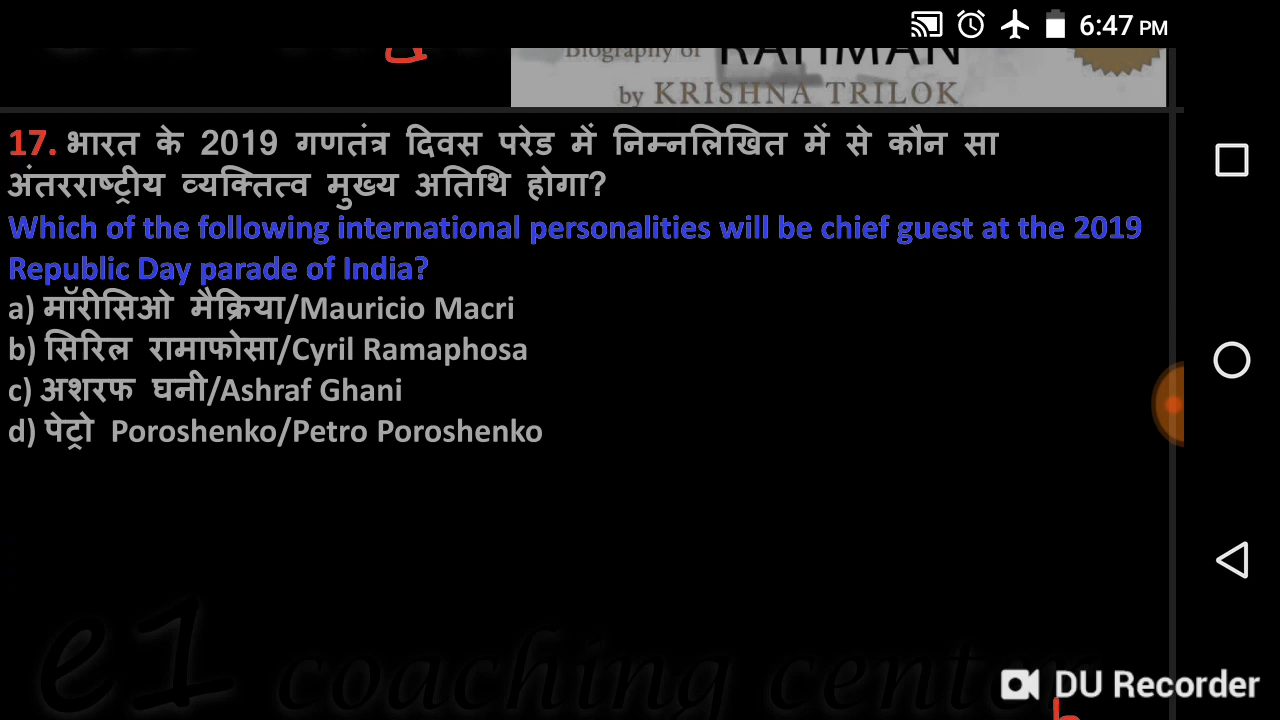 6:47 PM
Biography of RAHMAN
by KRISHNA TRILOK
17. भारत के 2019 गणतंत्र दिवस परेड में निम्नलिखित में से कौन सा
अंतरराष्ट्रीय व्यक्तित्व मुख्य अतिथि होगा?
Which of the following international personalities will be chief guest at the 2019
Republic Day parade of India?
a) मॉरीसिओ मैक्रिया/Mauricio Macri
b) सिरिल रामाफोसा/Cyril Ramaphosa
c) अशरफ घनी/Ashraf Ghani
d) पेट्रो Poroshenko/Petro Poroshenko
e1 coaching center
DU Recorder